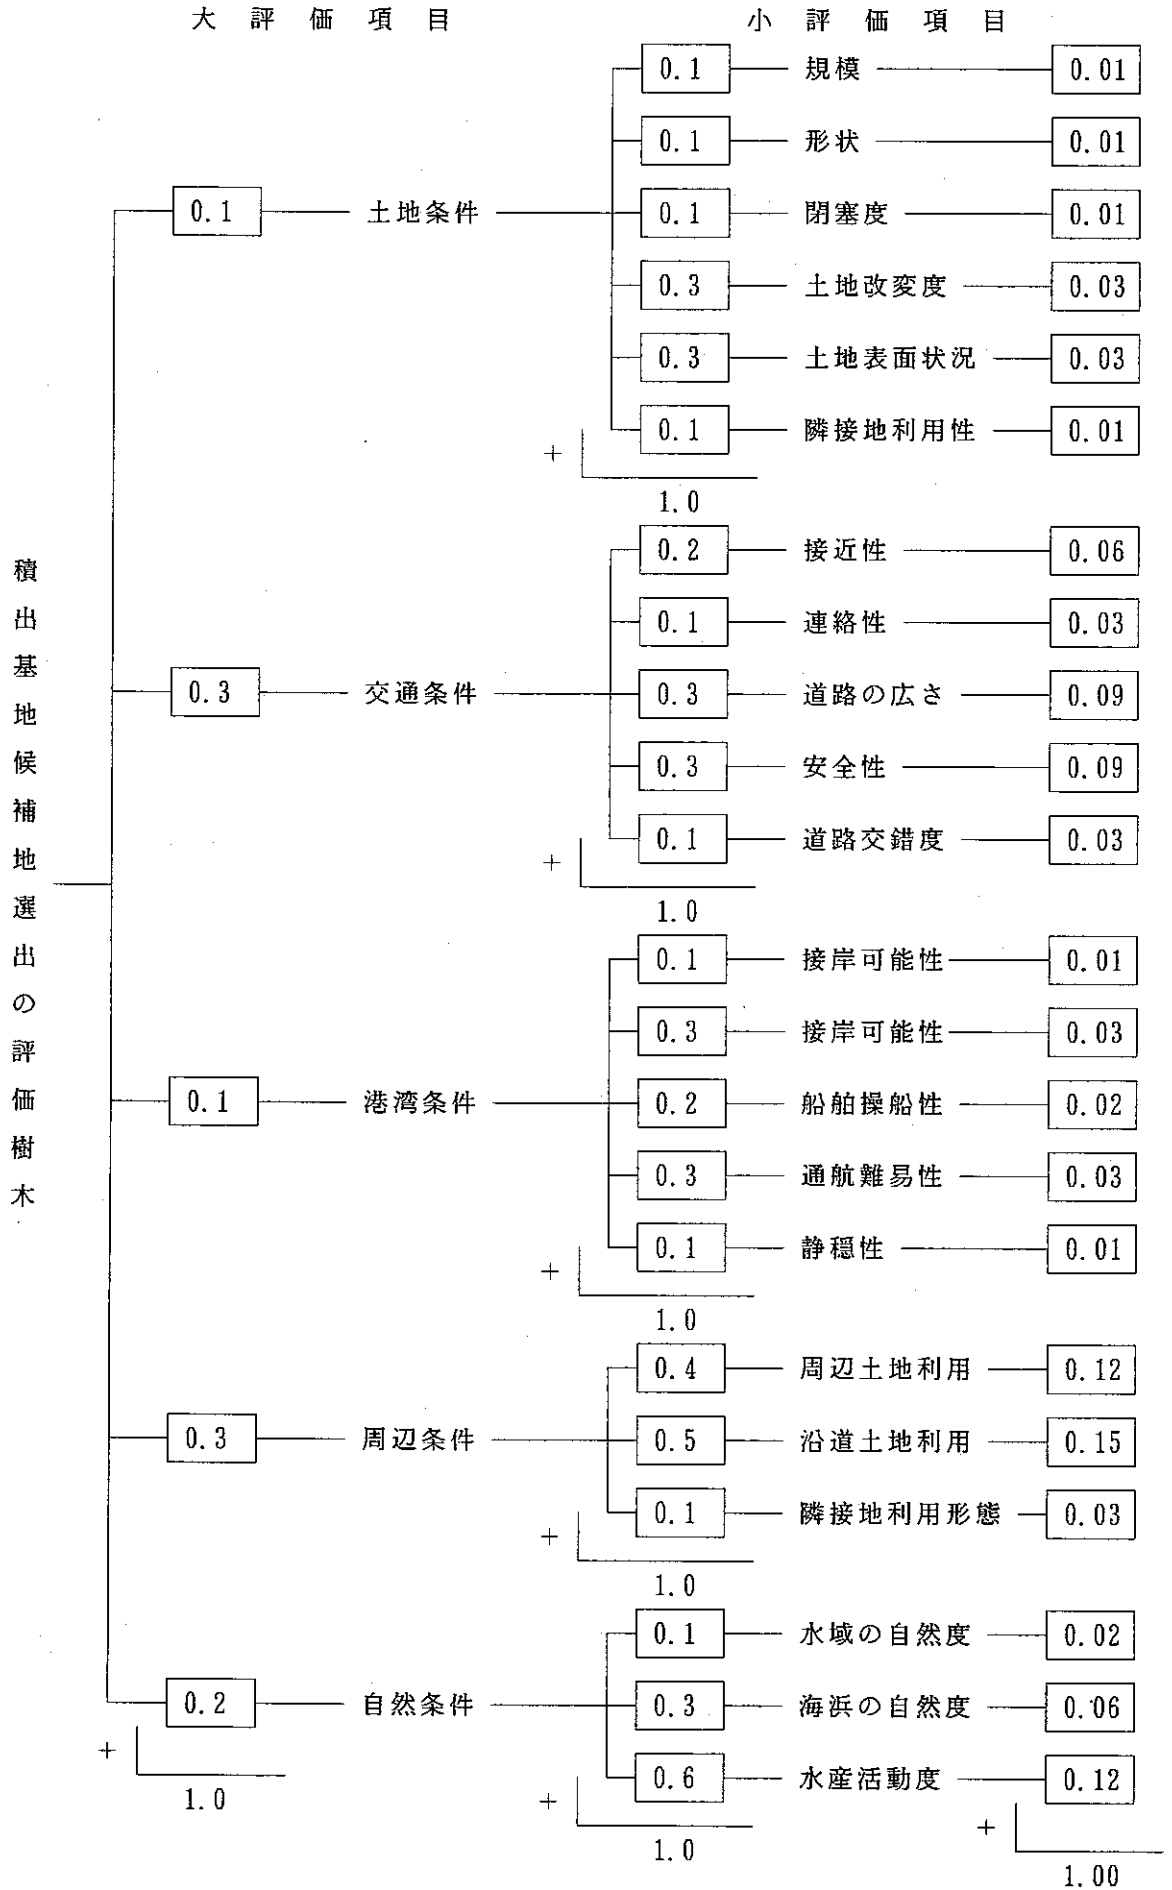 大評価項目 小評価項目
積出基地候補地選出の評価樹木
0.1 土地条件
0.1 規模 0.01
0.1 形状 0.01
0.1 閉塞度 0.01
0.3 土地改変度 0.03
0.3 土地表面状況 0.03
0.1 隣接地利用性 0.01
+
1.0
0.3 交通条件
0.2 接近性 0.06
0.1 連絡性 0.03
0.3 道路の広さ 0.09
0.3 安全性 0.09
0.1 道路交錯度 0.03
+
1.0
0.1 港湾条件
0.1 接岸可能性 0.01
0.3 接岸可能性 0.03
0.2 船舶操船性 0.02
0.3 通航難易性 0.03
0.1 静穏性 0.01
+
1.0
0.3 周辺条件
0.4 周辺土地利用 0.12
0.5 沿道土地利用 0.15
0.1 隣接地利用形態 0.03
+
1.0
0.2 自然条件
0.1 水域の自然度 0.02
0.3 海浜の自然度 0.06
0.6 水産活動度 0.12
+
1.0
+
1.0
+
1.00